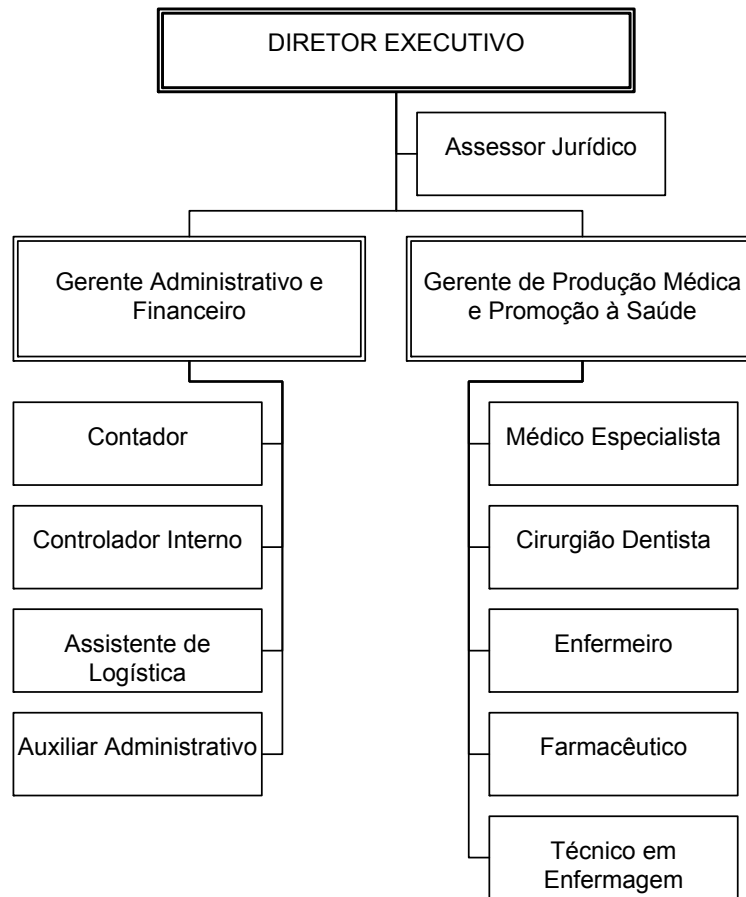 DIRETOR EXECUTIVO
Assessor Jurídico
Gerente Administrativo e
Financeiro
Gerente de Produção Médica
e Promoção à Saúde
Contador
Controlador Interno
Assistente de
Logística
Auxiliar Administrativo
Médico Especialista
Cirurgião Dentista
Enfermeiro
Farmacêutico
Técnico em
Enfermagem